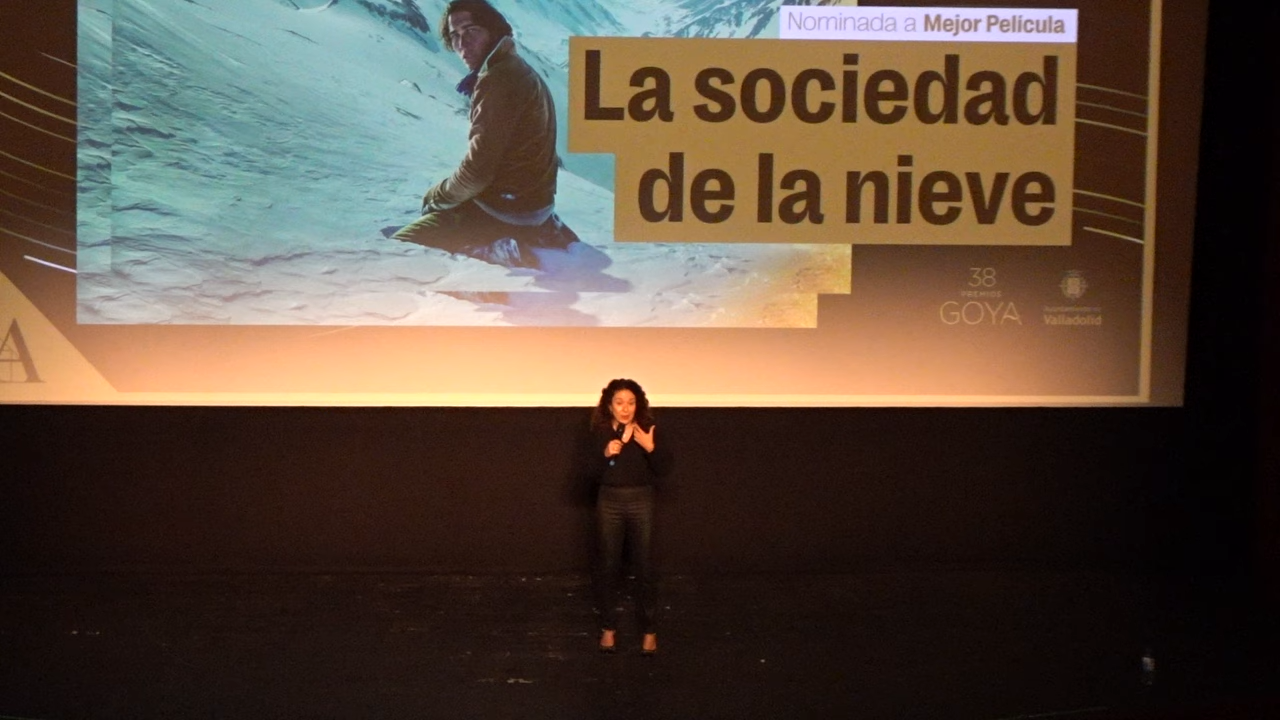 Nominada a Mejor Película
La sociedad
de la nieve
38
PREMIOS
GOYA
Valladolid
A